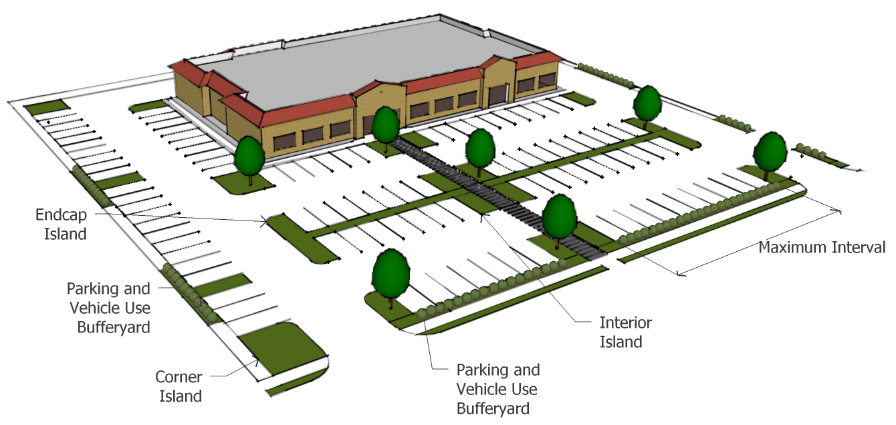 Endcap
Island
Parking and
Vehicle Use
Bufferyard
Corner
Island
Parking and
Vehicle Use
Bufferyard
Interior
Island
Maximum Interval